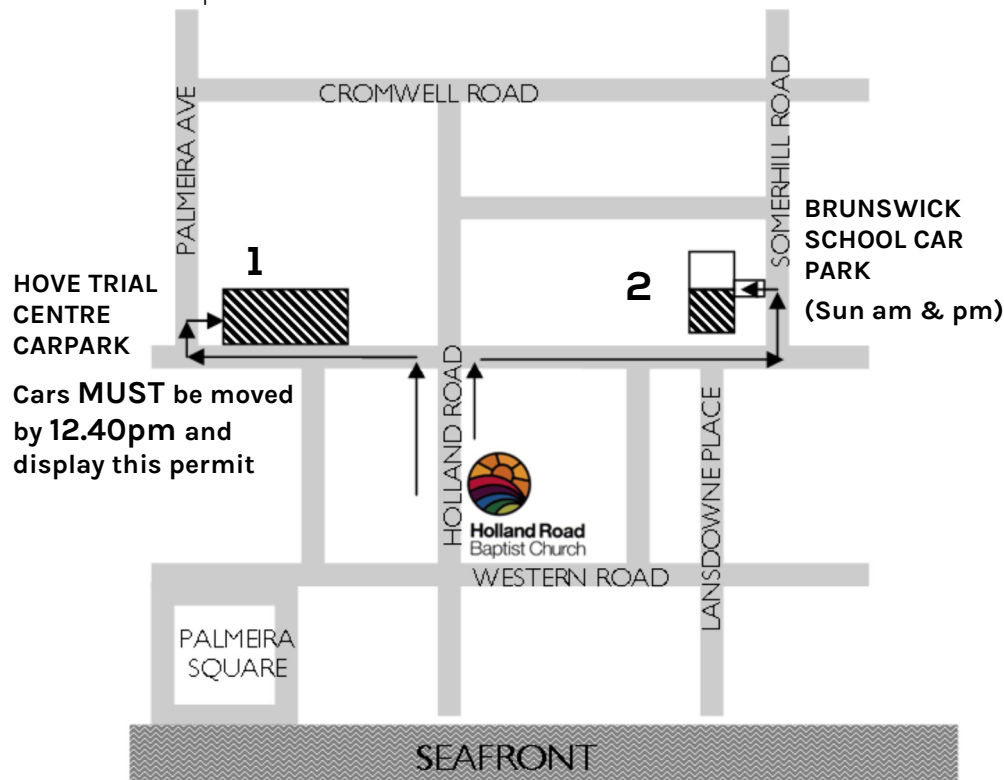 CROMWELL ROAD
PALMEIRA AVE
SOMERHILL ROAD
1
HOVE TRIAL
CENTRE
CARPARK
Cars MUST be moved
by 12.40pm and
display this permit
2
BRUNSWICK
SCHOOL CAR
PARK
(Sun am & pm)
HOLLAND ROAD
Holland Road
Baptist Church
LANSDOWNE PLACE
WESTERN ROAD
PALMEIRA
SQUARE
SEAFRONT